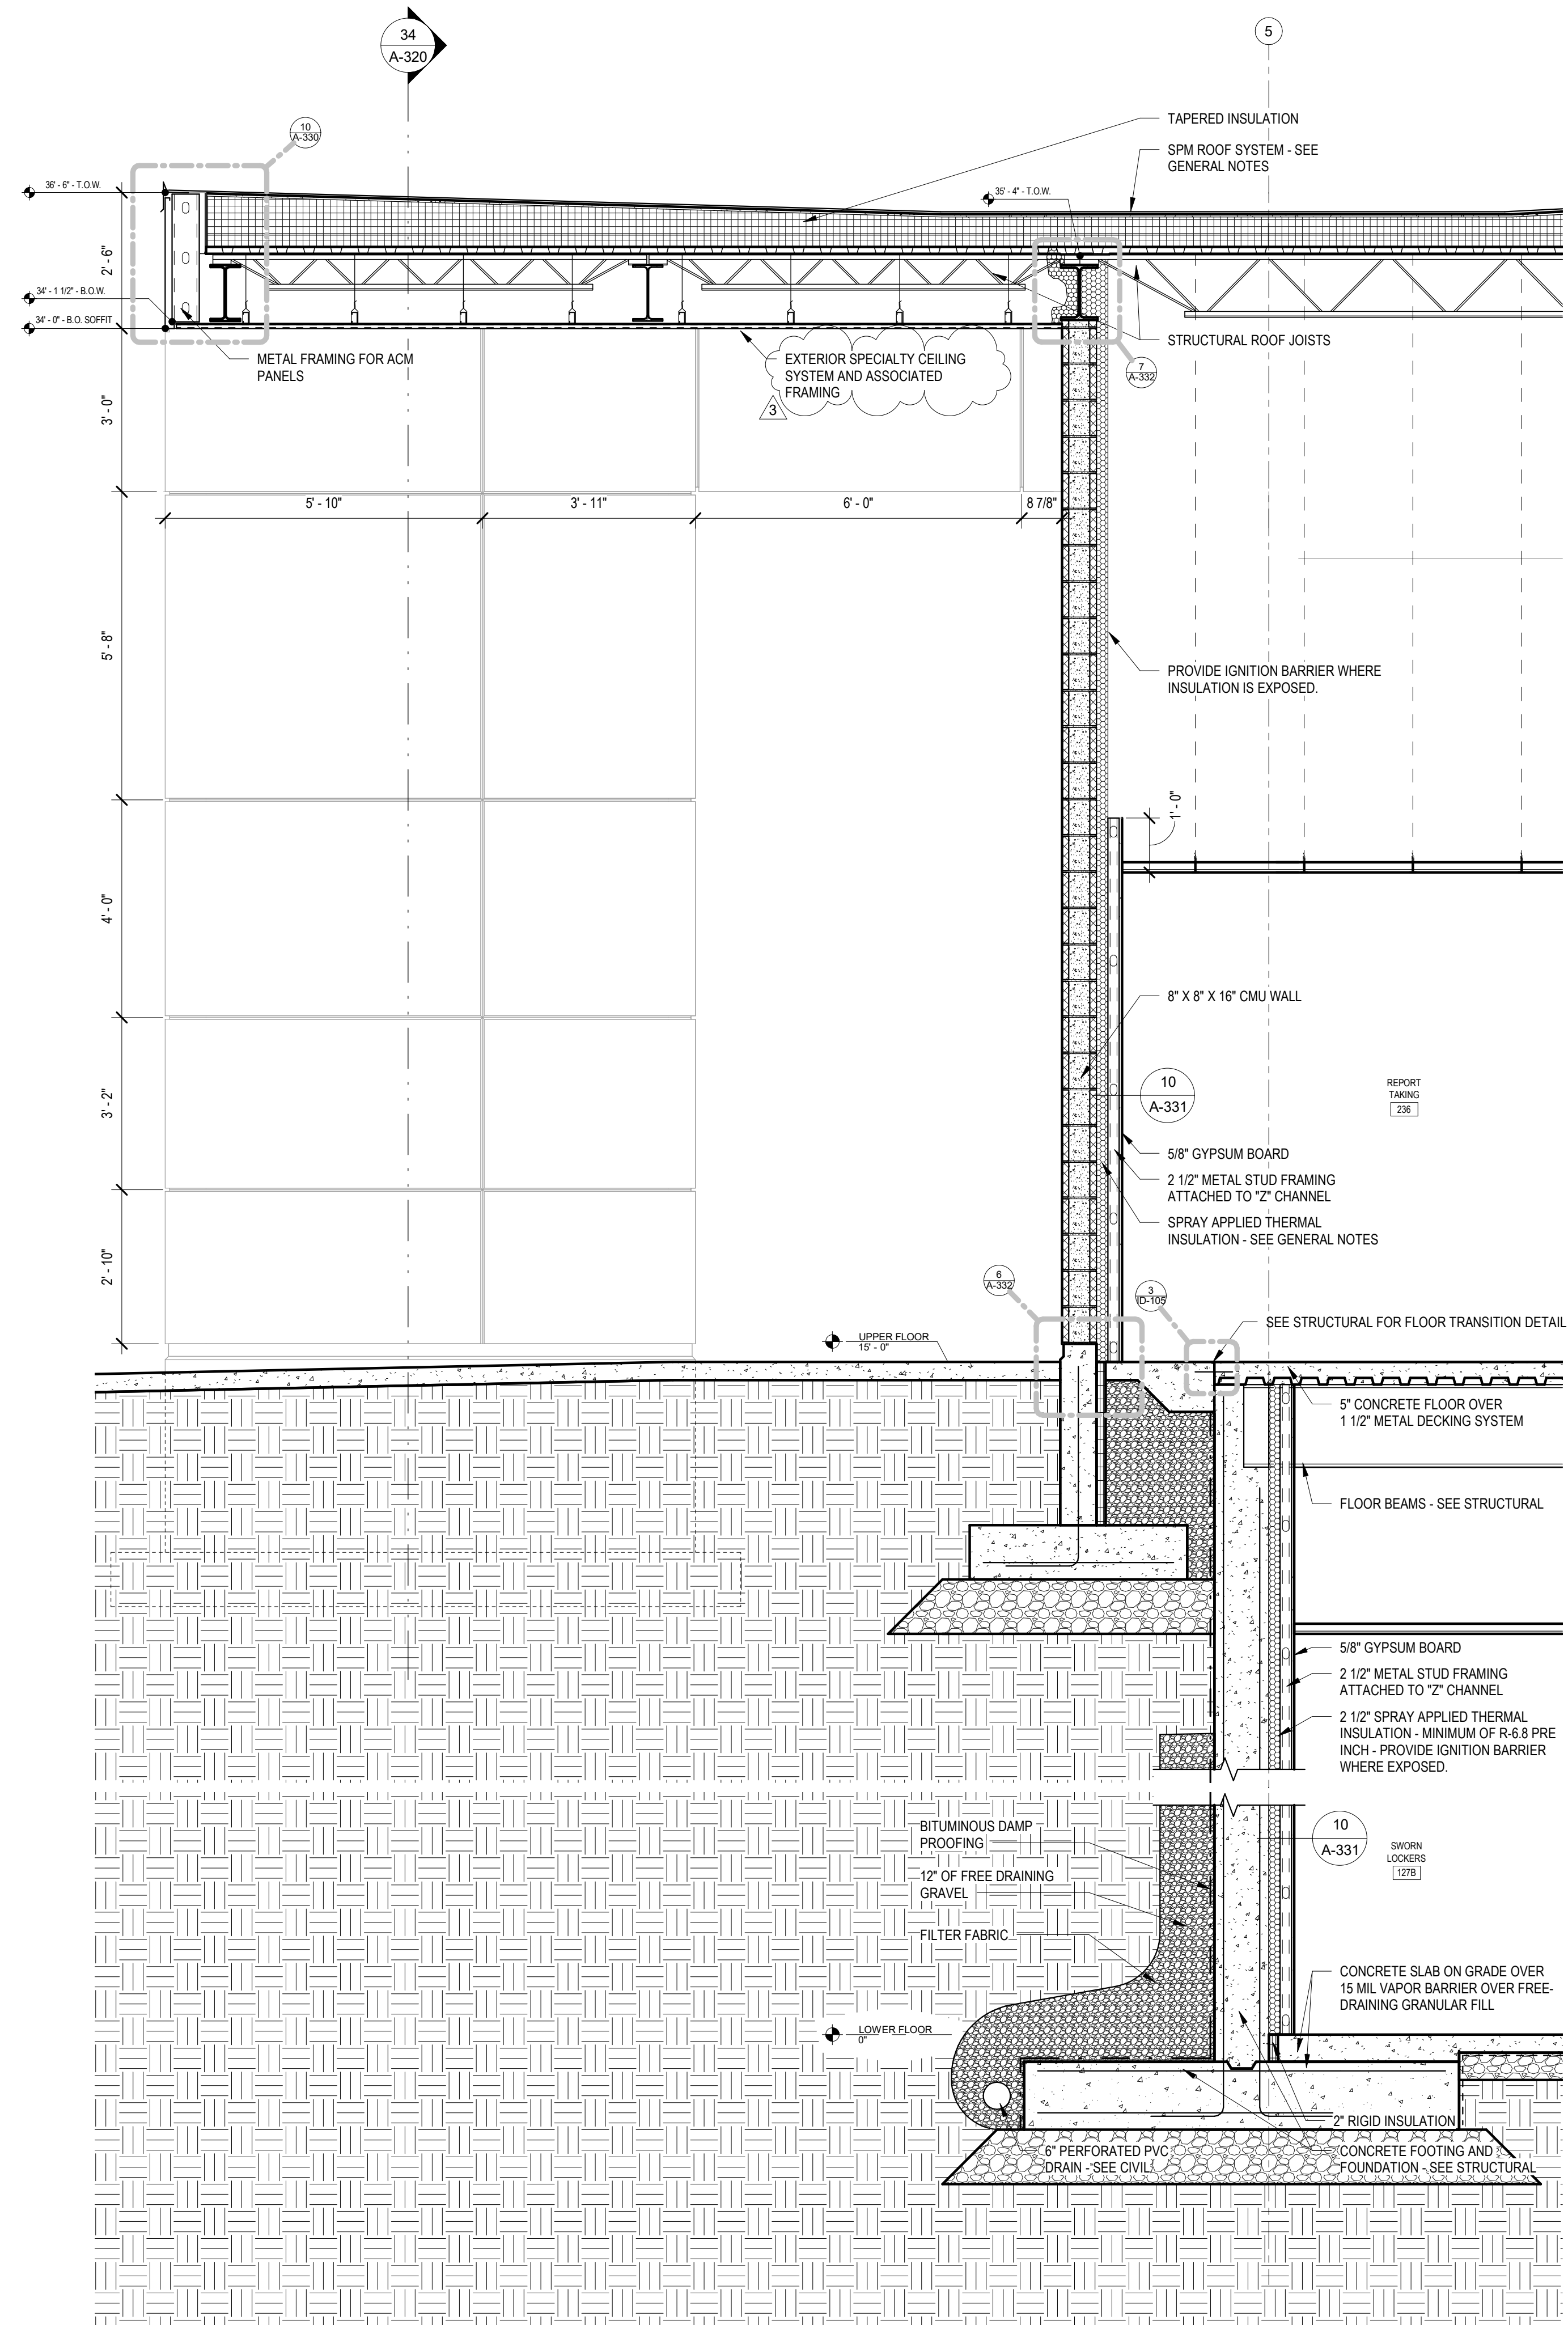 34
A-320
5
10
A-330
TAPERED INSULATION
SPM ROOF SYSTEM - SEE
GENERAL NOTES
36' - 6" - T.O.W.
35' - 4" - T.O.W.
2' - 6"
34' - 1 1/2" - B.O.W.
34' - 0" - B.O. SOFFIT
METAL FRAMING FOR ACM
PANELS
EXTERIOR SPECIALTY CEILING
SYSTEM AND ASSOCIATED
FRAMING
3
STRUCTURAL ROOF JOISTS
7
A-332
3' - 0"
5' - 10"
3' - 11"
6' - 0"
8 7/8"
5' - 8"
PROVIDE IGNITION BARRIER WHERE
INSULATION IS EXPOSED.
1' - 0"
4' - 0"
8" X 8" X 16" CMU WALL
10
A-331
REPORT
TAKING
236
3' - 2"
5/8" GYPSUM BOARD
2 1/2" METAL STUD FRAMING
ATTACHED TO "Z" CHANNEL
SPRAY APPLIED THERMAL
INSULATION - SEE GENERAL NOTES
2' - 10"
6
A-332
3
ID-105
SEE STRUCTURAL FOR FLOOR TRANSITION DETAIL
UPPER FLOOR
15' - 0"
5" CONCRETE FLOOR OVER
1 1/2" METAL DECKING SYSTEM
FLOOR BEAMS - SEE STRUCTURAL
5/8" GYPSUM BOARD
2 1/2" METAL STUD FRAMING
ATTACHED TO "Z" CHANNEL
2 1/2" SPRAY APPLIED THERMAL
INSULATION - MINIMUM OF R-6.8 PRE
INCH - PROVIDE IGNITION BARRIER
WHERE EXPOSED.
BITUMINOUS DAMP
PROOFING
10
A-331
SWORN
LOCKERS
127B
12" OF FREE DRAINING
GRAVEL
FILTER FABRIC
CONCRETE SLAB ON GRADE OVER
15 MIL VAPOR BARRIER OVER FREE-
DRAINING GRANULAR FILL
LOWER FLOOR
0"
2" RIGID INSULATION
6" PERFORATED PVC
DRAIN - SEE CIVIL
CONCRETE FOOTING AND
FOUNDATION - SEE STRUCTURAL